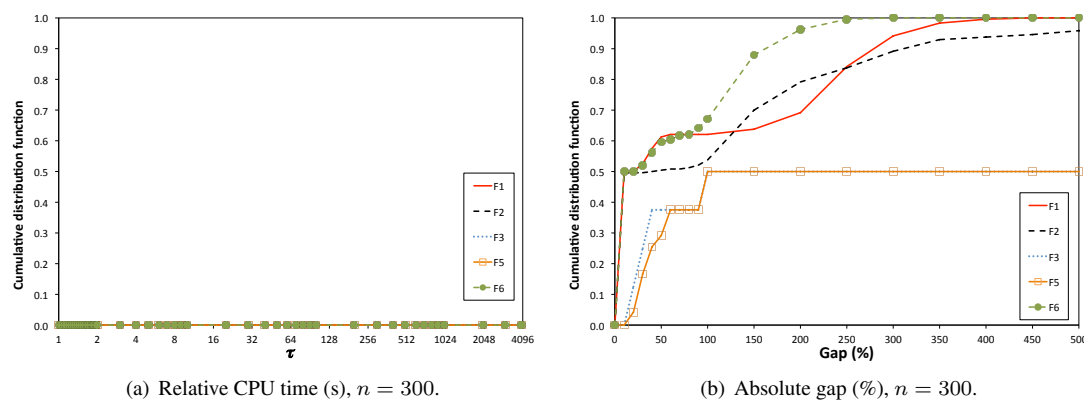 Cumulative distribution function
1.0
0.9
0.8
0.7
0.6
0.5
0.4
0.3
0.2
0.1
0.0
1 2 4 8 16 32 64 128 256 512 1024 2048 4096
τ
F1
F2
F3
F5
F6
(a) Relative CPU time (s), n = 300.
Cumulative distribution function
1.0
0.9
0.8
0.7
0.6
0.5
0.4
0.3
0.2
0.1
0.0
0 50 100 150 200 250 300 350 400 450 500
Gap (%)
F1
F2
F3
F5
F6
(b) Absolute gap (%), n = 300.